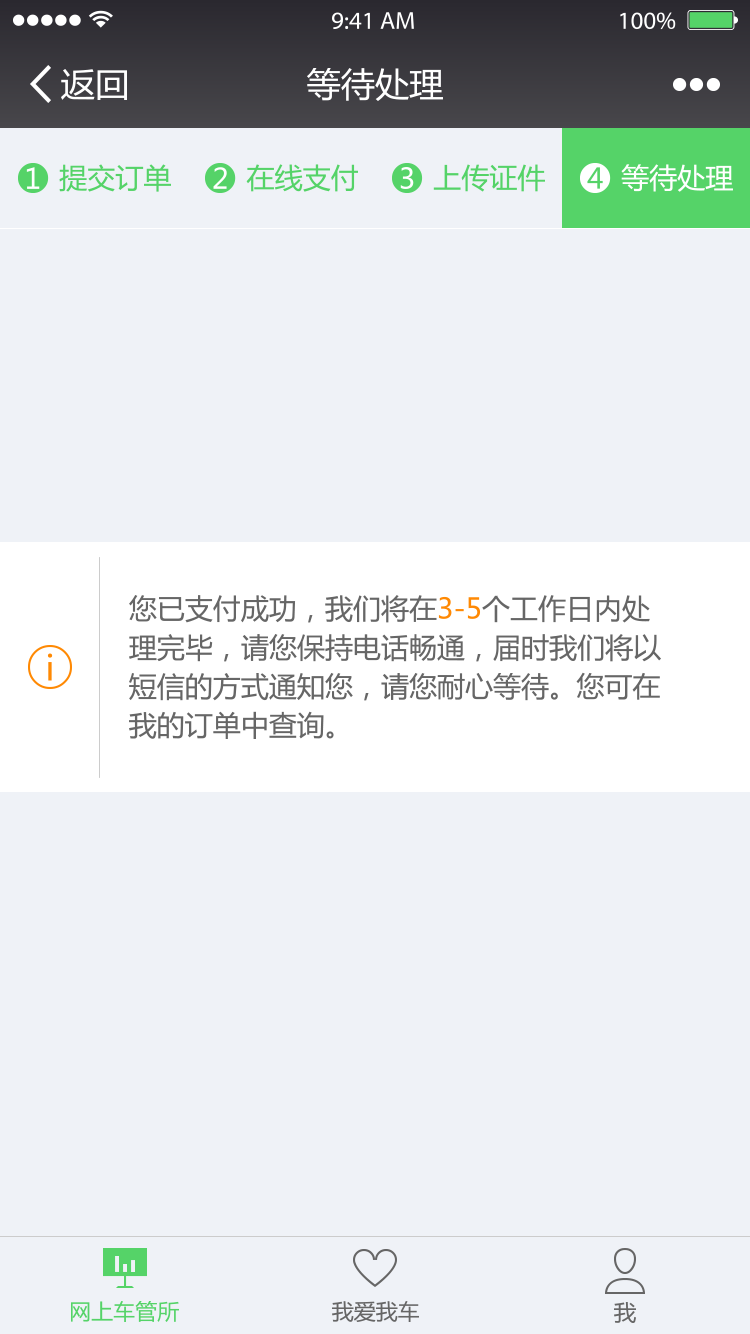 9:41 AM 100%
返回 等待处理
1 提交订单 2 在线支付 3 上传证件 4 等待处理
您已支付成功，我们将在3-5个工作日内处
理完毕，请您保持电话畅通，届时我们将以
短信的方式通知您，请您耐心等待。您可在
我的订单中查询。
网上车管所 我爱我车 我